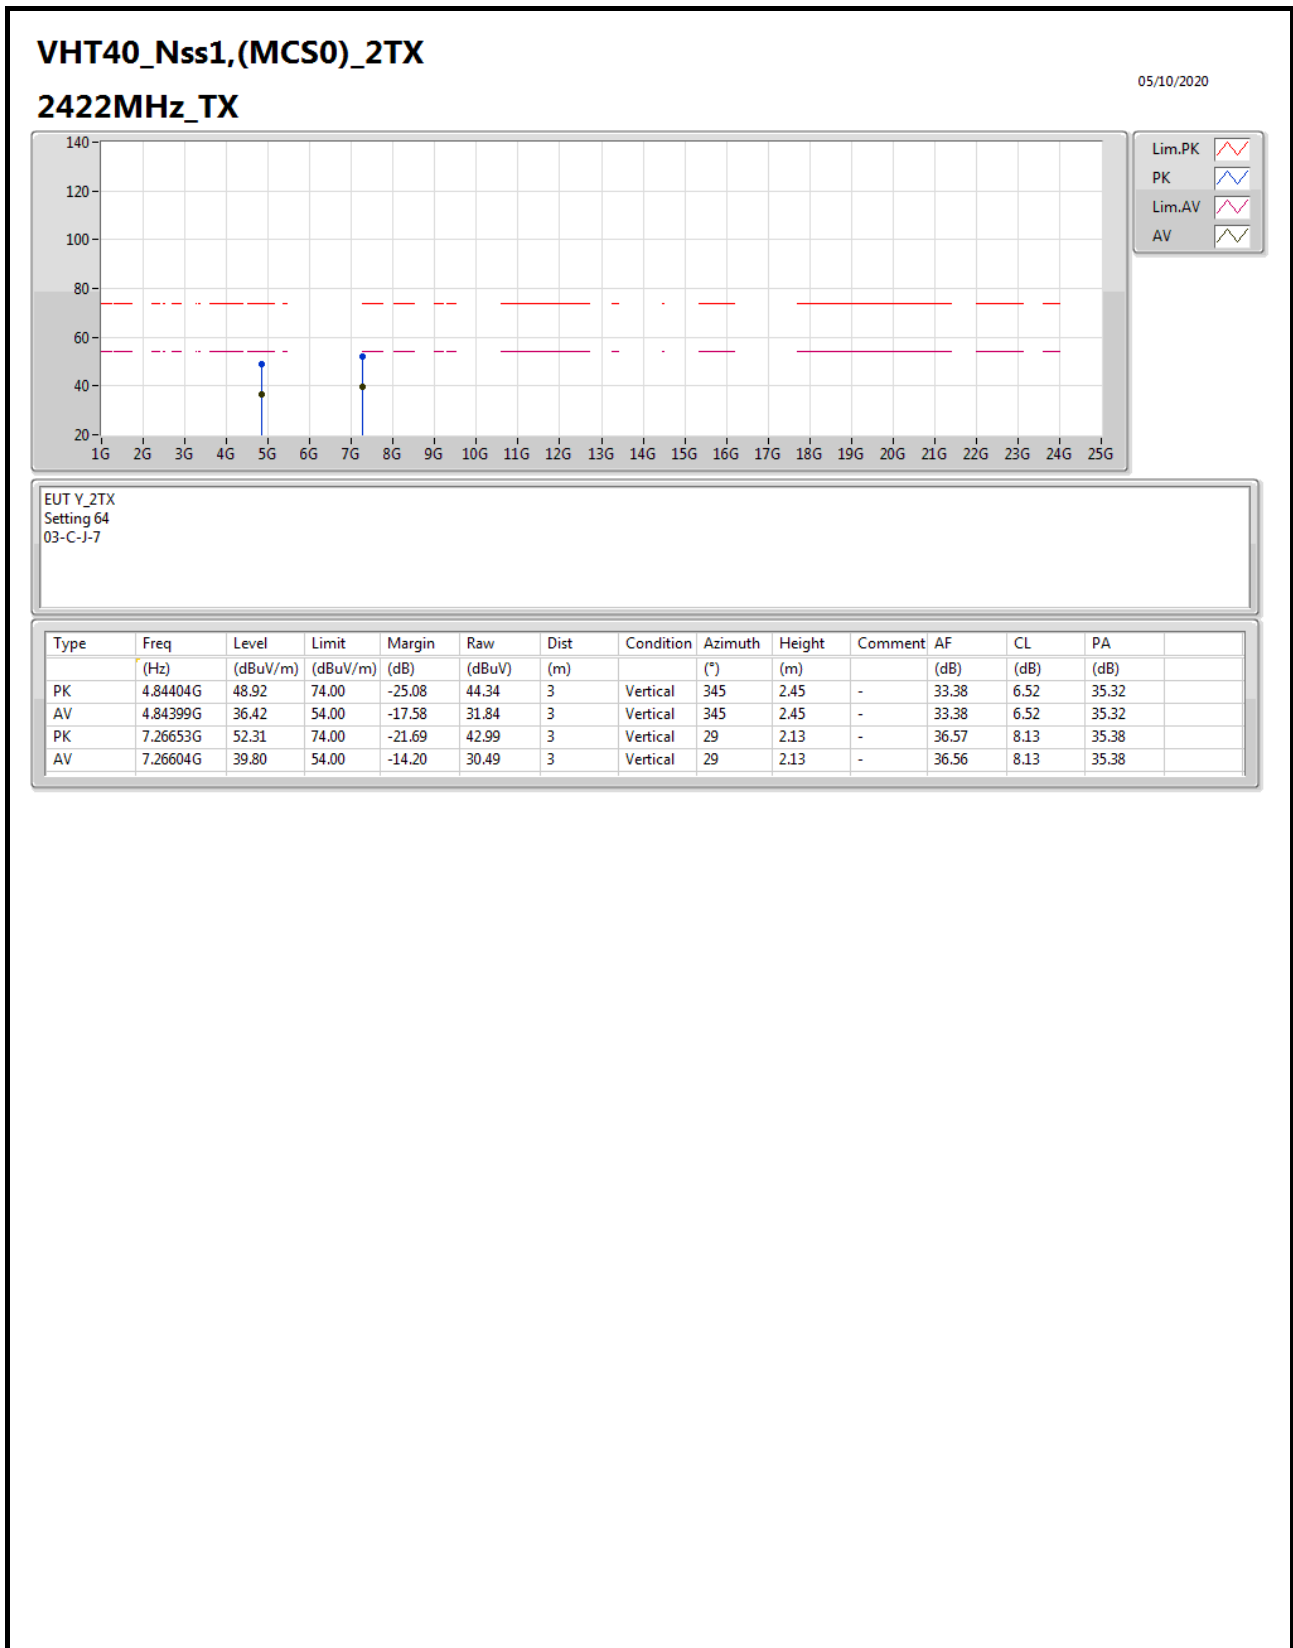 VHT40_Nss1,(MCS0)_2TX
05/10/2020
2422MHz_TX
140
120
100
80
60
40
20
1G 2G 3G 4G 5G 6G 7G 8G 9G 10G 11G 12G 13G 14G 15G 16G 17G 18G 19G 20G 21G 22G 23G 24G 25G
Lim.PK
PK
Lim.AV
AV
EUT Y_2TX
Setting 64
03-C-J-7
Type Freq Level Limit Margin Raw Dist Condition Azimuth Height Comment AF CL PA
(Hz) (dBuV/m) (dBuV/m) (dB) (dBuV) (m) (°) (m) (dB) (dB) (dB)
PK 4.84404G 48.92 74.00 -25.08 44.34 3 Vertical 345 2.45 - 33.38 6.52 35.32
AV 4.84399G 36.42 54.00 -17.58 31.84 3 Vertical 345 2.45 - 33.38 6.52 35.32
PK 7.26653G 52.31 74.00 -21.69 42.99 3 Vertical 29 2.13 - 36.57 8.13 35.38
AV 7.26604G 39.80 54.00 -14.20 30.49 3 Vertical 29 2.13 - 36.56 8.13 35.38